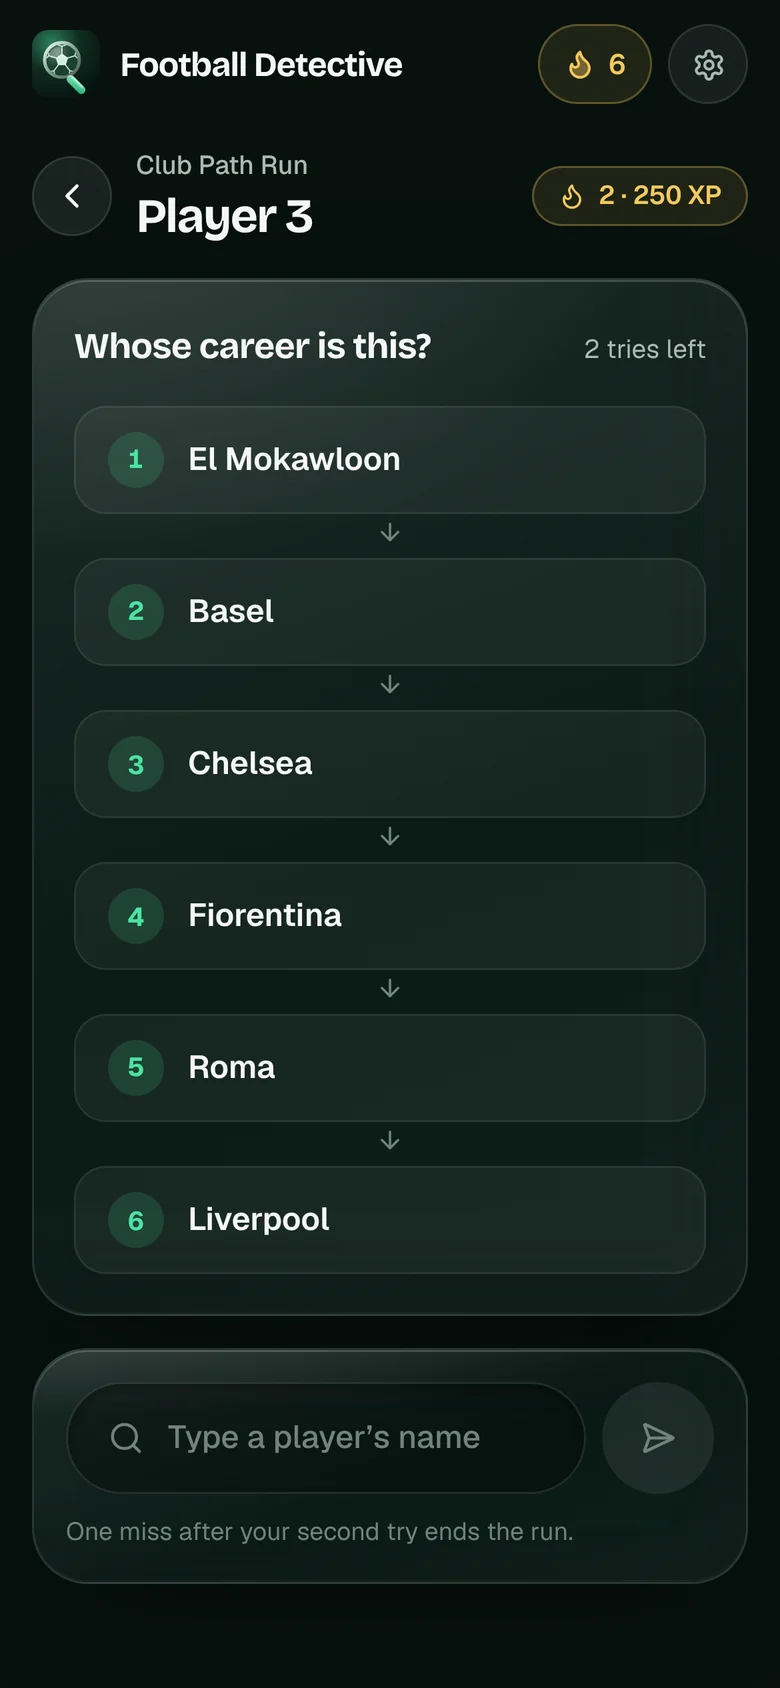 Football Detective
6
Club Path Run
Player 3
2 · 250 XP
Whose career is this?
2 tries left
1
El Mokawloon
2
Basel
3
Chelsea
4
Fiorentina
5
Roma
6
Liverpool
Type a player’s name
One miss after your second try ends the run.